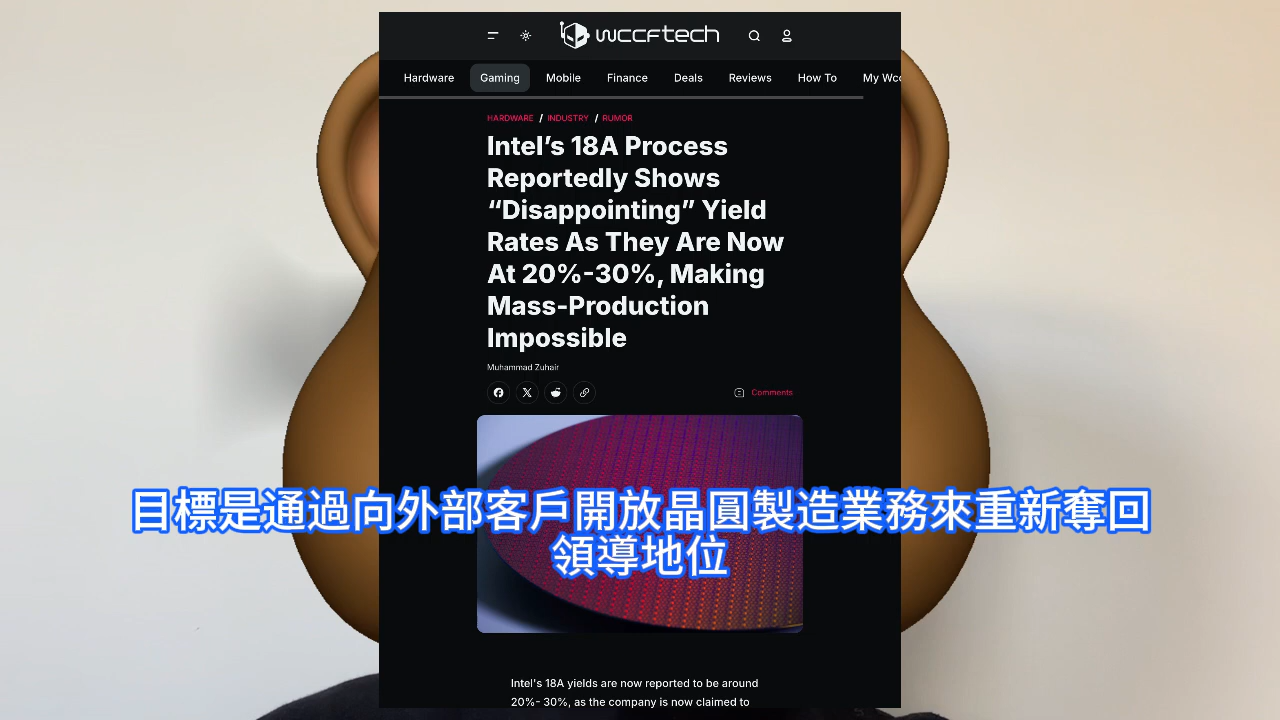 wccftech
Hardware Gaming Mobile Finance Deals Reviews How To My Wcc
HARDWARE / INDUSTRY / RUMOR
Intel’s 18A Process
Reportedly Shows
“Disappointing” Yield
Rates As They Are Now
At 20%-30%, Making
Mass-Production
Impossible
Muhammad Zuhair
Comments
目標是通過向外部客戶開放晶圓製造業務來重新奪回
領導地位
Intel's 18A yields are now reported to be around
20%- 30%, as the company is now claimed to